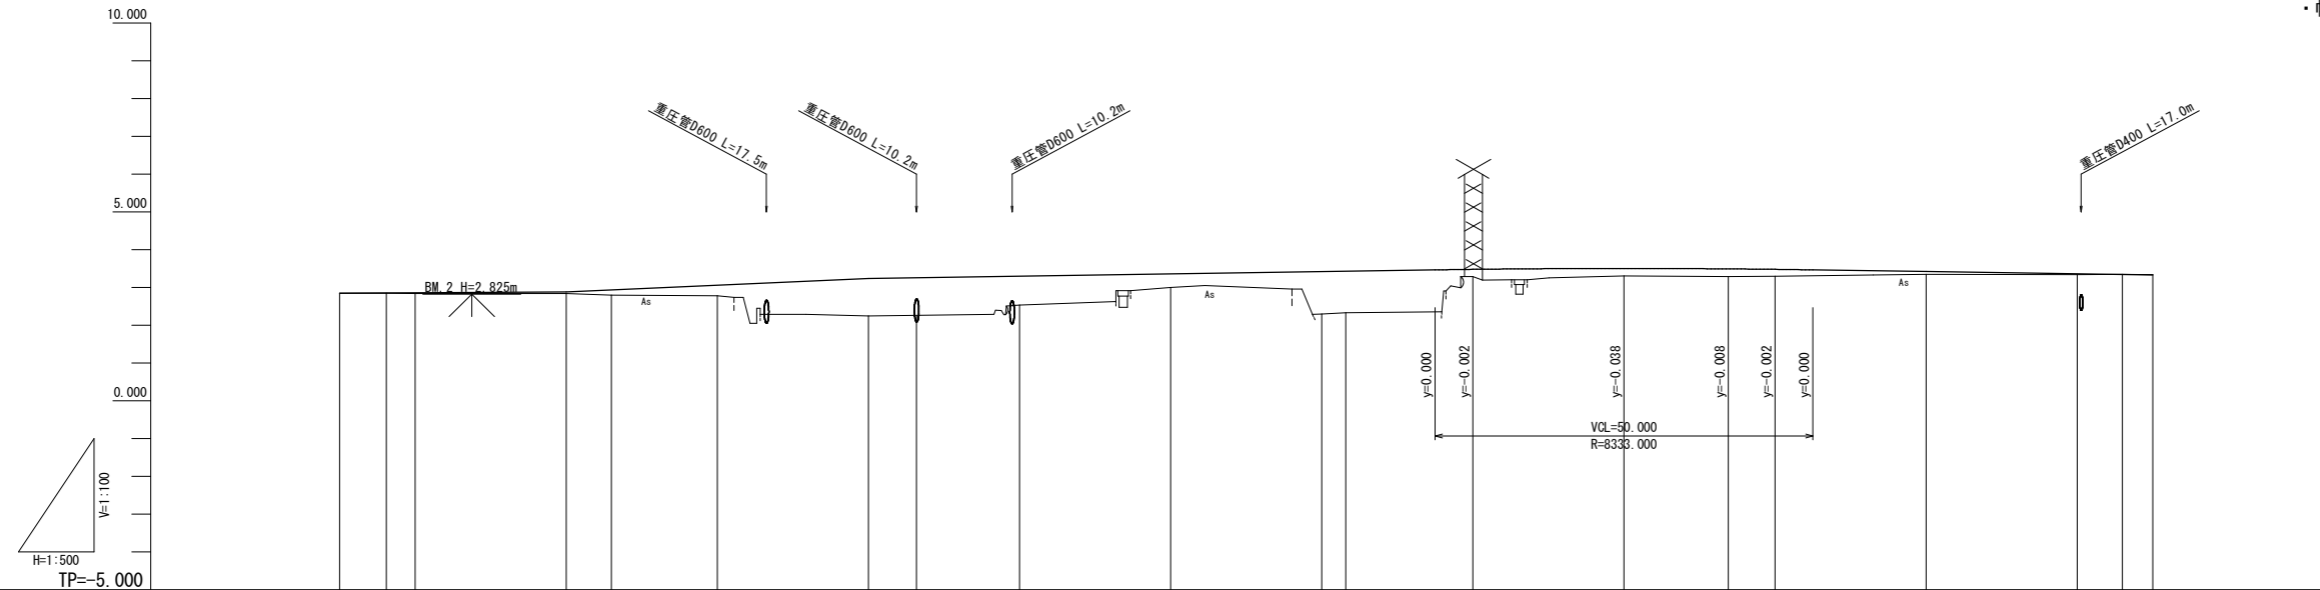 10.000
重圧管D600 L=17.5m
重圧管D600 L=10.2m
重圧管D600 L=10.2m
重圧管D400 L=17.0m
5.000
BM.2 H=2.825m
As
As
As
0.000
y=0.000
y=-0.002
y=-0.038
y=-0.008
y=-0.002
y=0.000
VCL=50.000
R=8333.000
V=1:100
H=1:500
TP=-5.000